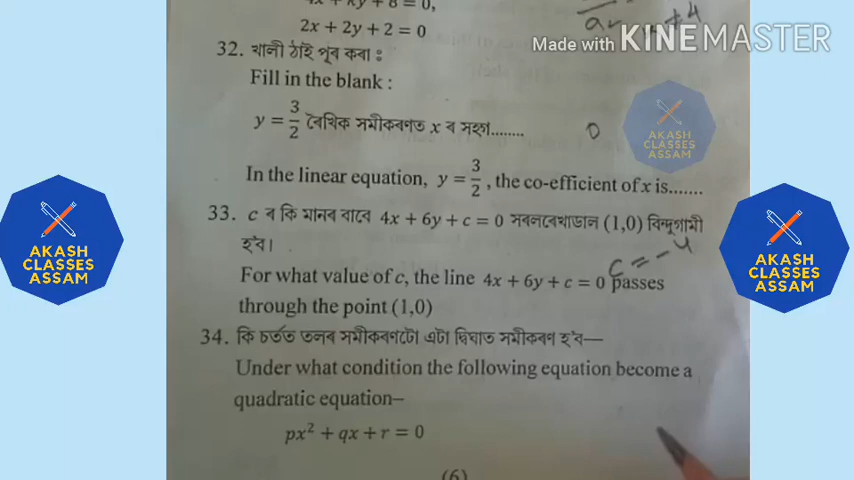 2x + 2y + 2 = 0
Made with KINEMASTER
32. খালী ঠাই পূৰ কৰা :
Fill in the blank :
y = 3/2 ৰৈখিক সমীকৰণত x ৰ সহগ........ 0
AKASH
CLASSES
ASSAM
In the linear equation, y = 3/2, the co-efficient of x is.......
33. c ৰ কি মানৰ বাবে 4x + 6y + c = 0 সৰলৰেখাডাল (1,0) বিন্দুগামী
হ'ব।
c = -4
For what value of c, the line 4x + 6y + c = 0 passes
through the point (1,0)
34. কি চৰ্তত তলৰ সমীকৰণটো এটা দ্বিঘাত সমীকৰণ হ'ব—
Under what condition the following equation become a
quadratic equation–
px² + qx + r = 0
(6)
AKASH
CLASSES
ASSAM
AKASH
CLASSES
ASSAM